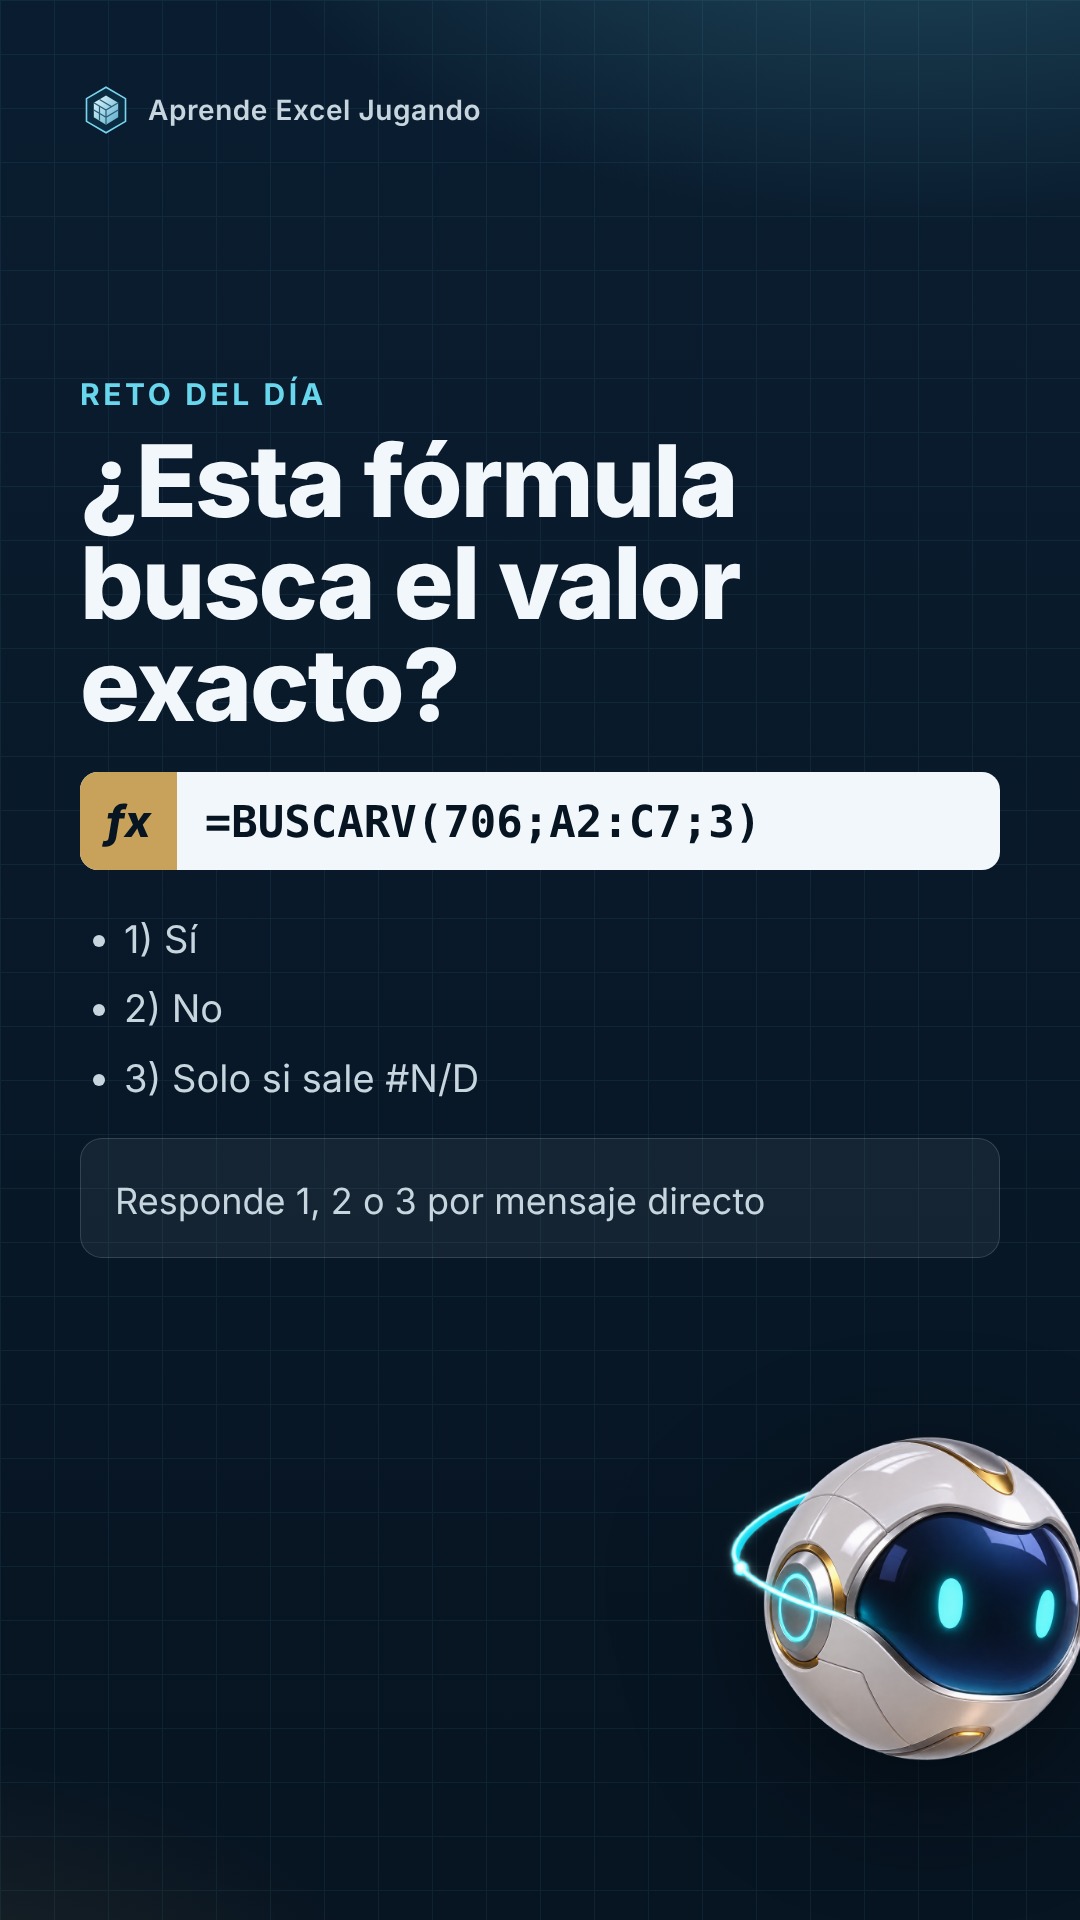 Aprende Excel Jugando
RETO DEL DÍA
¿Esta fórmula
busca el valor
exacto?
fx =BUSCARV(706;A2:C7;3)
• 1) Sí
• 2) No
• 3) Solo si sale #N/D
Responde 1, 2 o 3 por mensaje directo